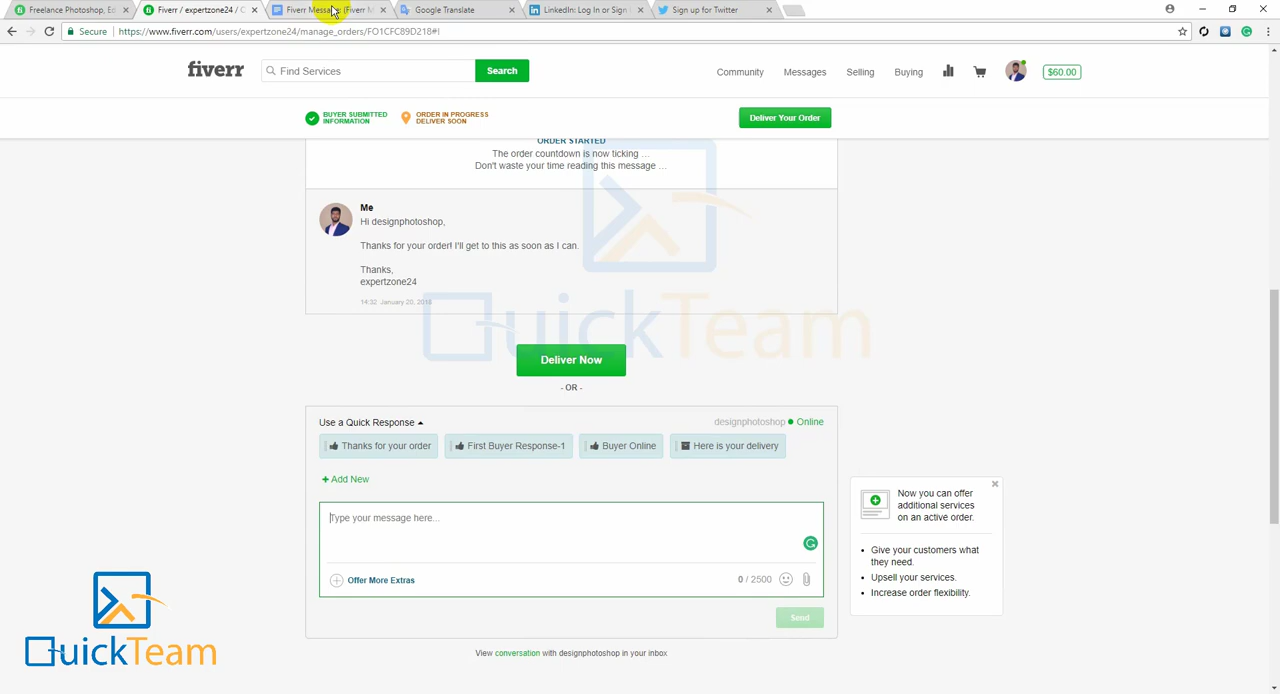 Freelance Photoshop, Ed
Fiverr / expertzone24 / C
Fiverr Messa (Fiverr M
Google Translate
LinkedIn: Log In or Sign
Sign up for Twitter
Secure
https://www.fiverr.com/users/expertzone24/manage_orders/FO1CFC89D218#I
fiverr
Find Services
Search
Community
Messages
Selling
Buying
$60.00
BUYER SUBMITTED
INFORMATION
ORDER IN PROGRESS
DELIVER SOON
Deliver Your Order
ORDER STARTED
The order countdown is now ticking ...
Don't waste your time reading this message ...
Me
Hi designphotoshop,
Thanks for your order! I'll get to this as soon as I can.
Thanks,
expertzone24
14:32 January 20, 2018
QuickTeam
Deliver Now
- OR -
Use a Quick Response
designphotoshop
Online
Thanks for your order
First Buyer Response-1
Buyer Online
Here is your delivery
+ Add New
Type your message here...
Offer More Extras
0 / 2500
Send
Now you can offer
additional services
on an active order.
Give your customers what
they need.
Upsell your services.
Increase order flexibility.
View conversation with designphotoshop in your inbox
QuickTeam